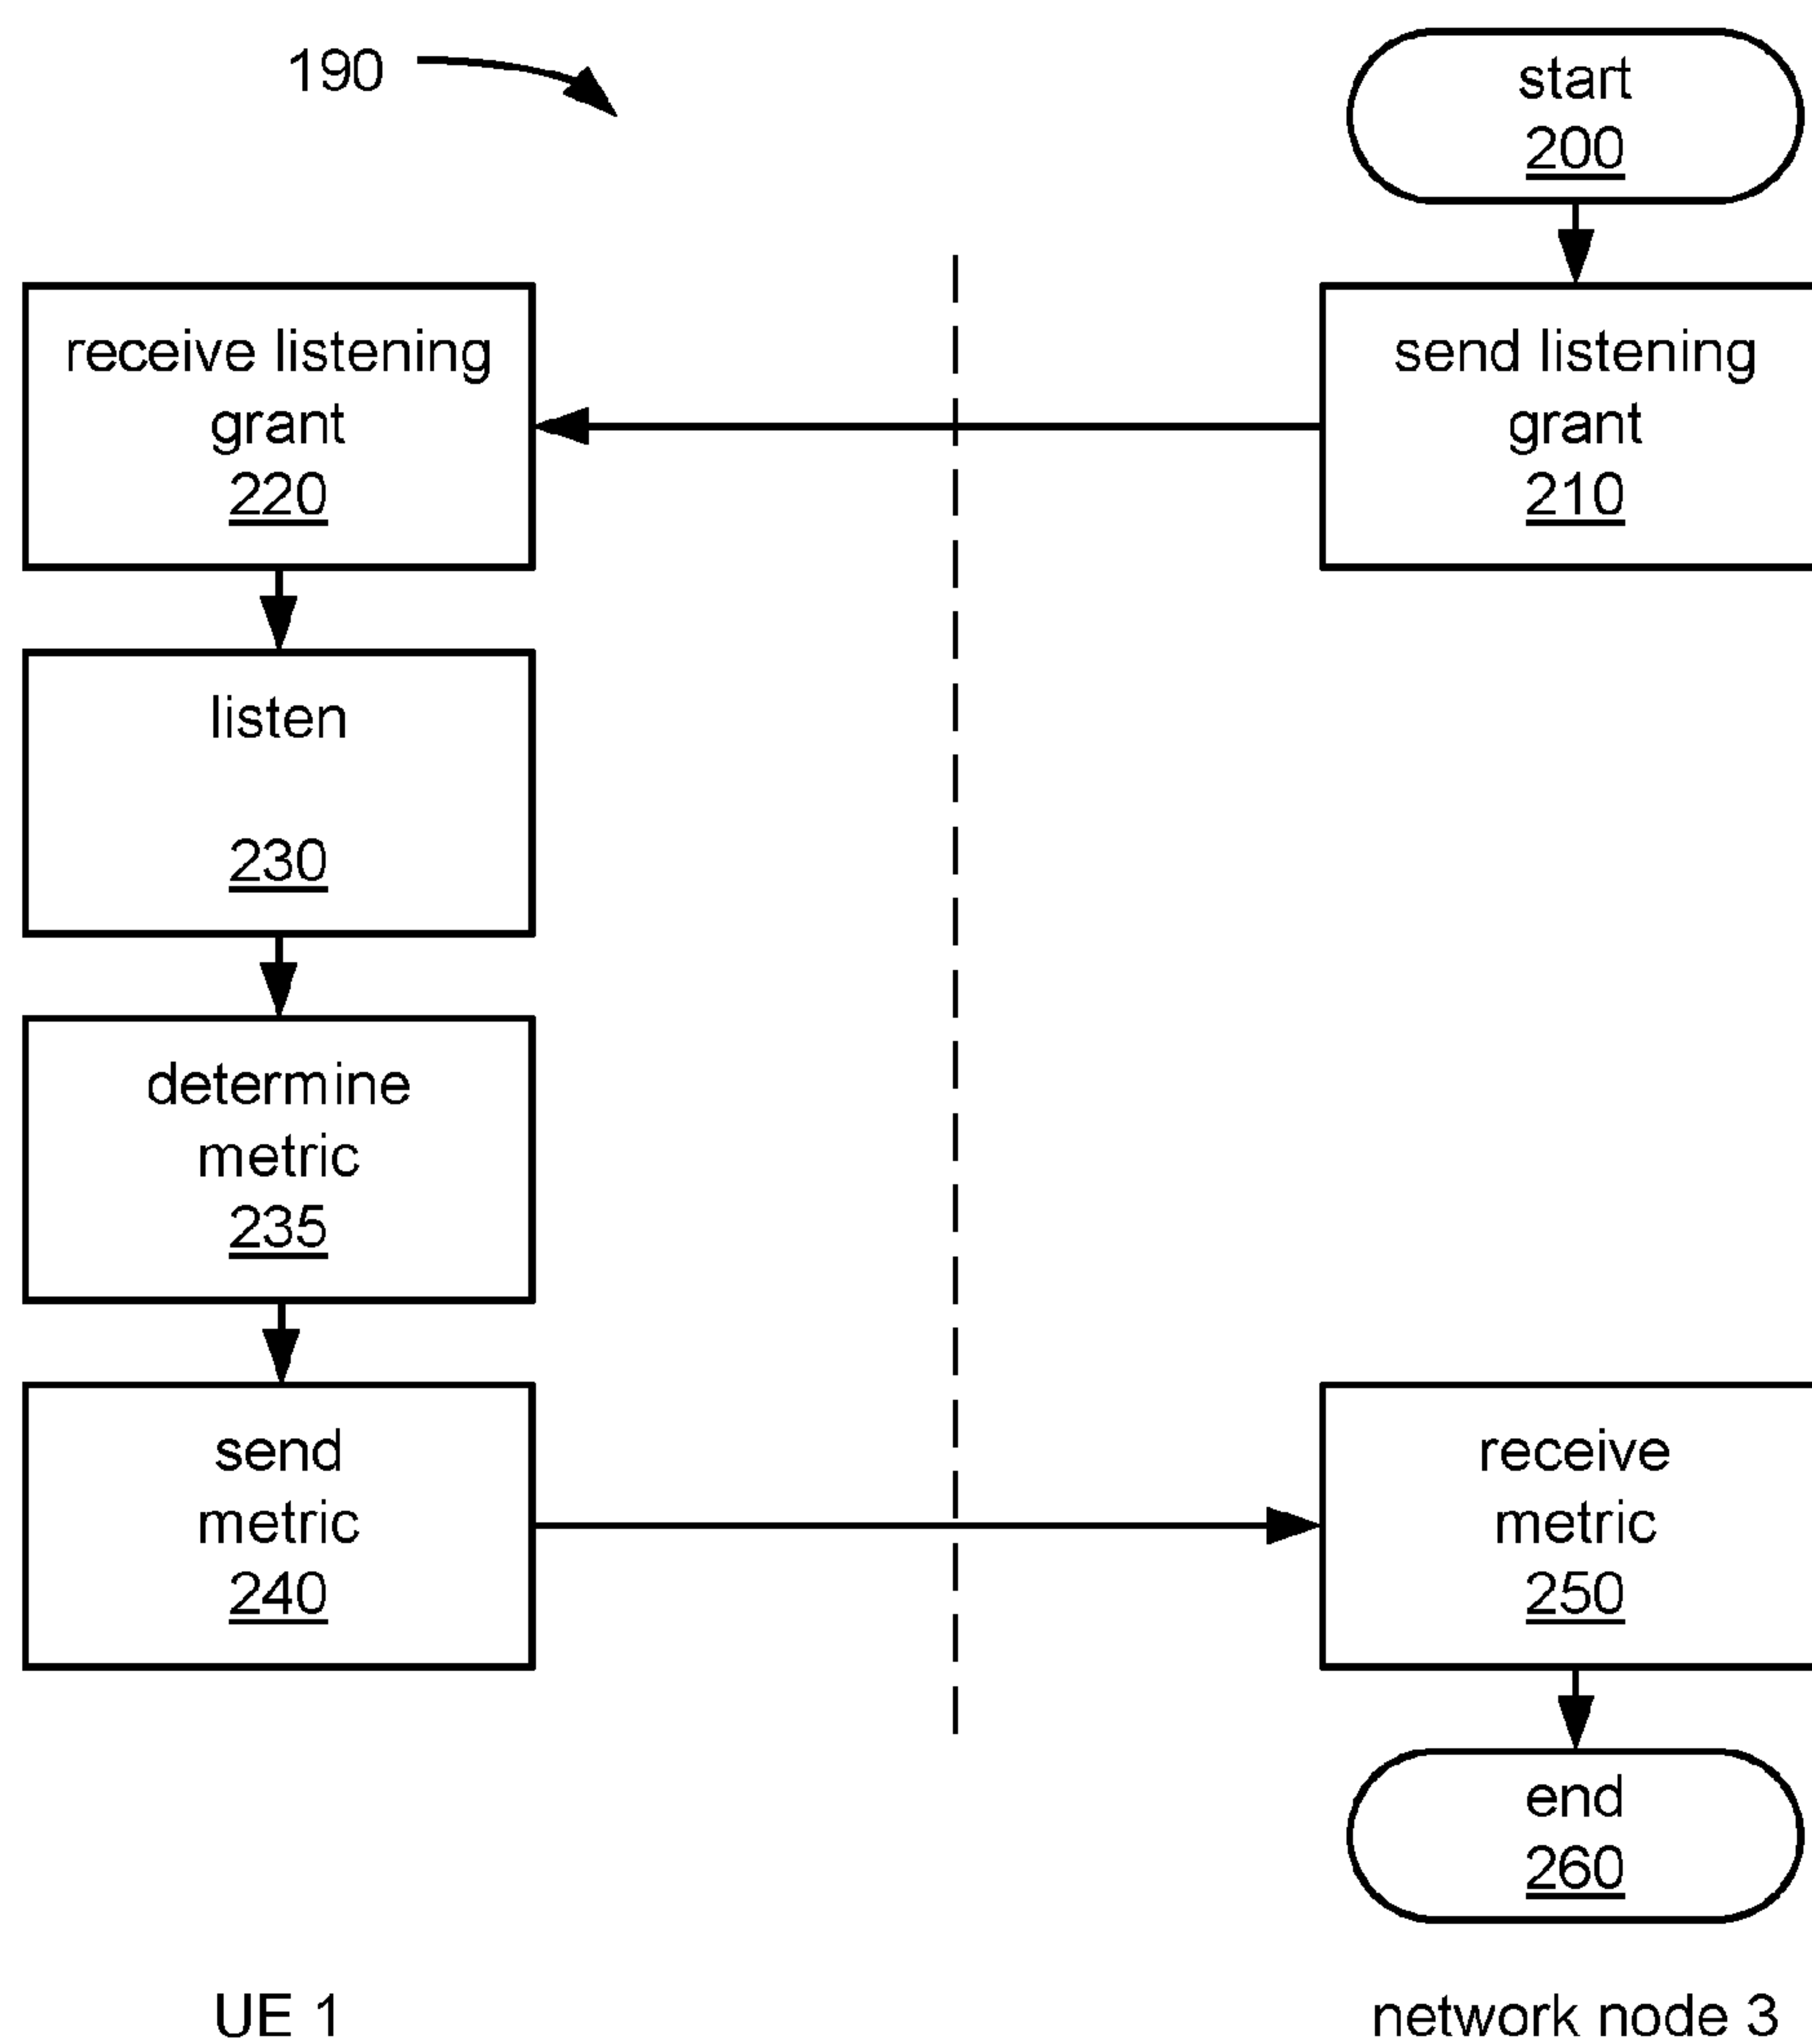 190
start
200
receive listening
grant
220
send listening
grant
210
listen
230
determine
metric
235
send
metric
240
receive
metric
250
end
260
UE 1
network node 3